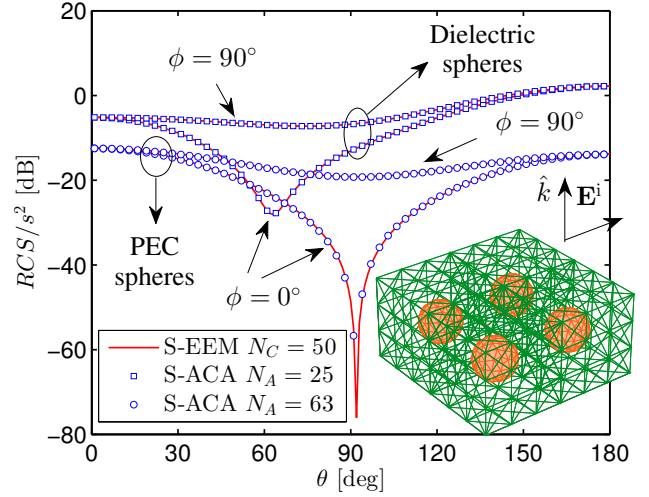 20
0
−20
−40
−60
−80
RCS/s² [dB]
0
30
60
90
120
150
180
θ [deg]
ϕ = 90°
Dielectric
spheres
ϕ = 90°
PEC
spheres
ϕ = 0°
k̂
Eⁱ
S-EEM N_C = 50
S-ACA N_A = 25
S-ACA N_A = 63